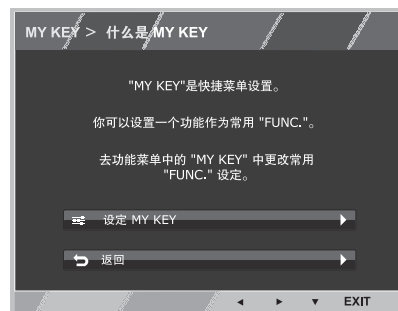 MY KEY > 什么是MY KEY
"MY KEY"是快捷菜单设置。
你可以设置一个功能作为常用 "FUNC."。
去功能菜单中的 "MY KEY" 中更改常用
"FUNC." 设定。
设定 MY KEY
返回
EXIT